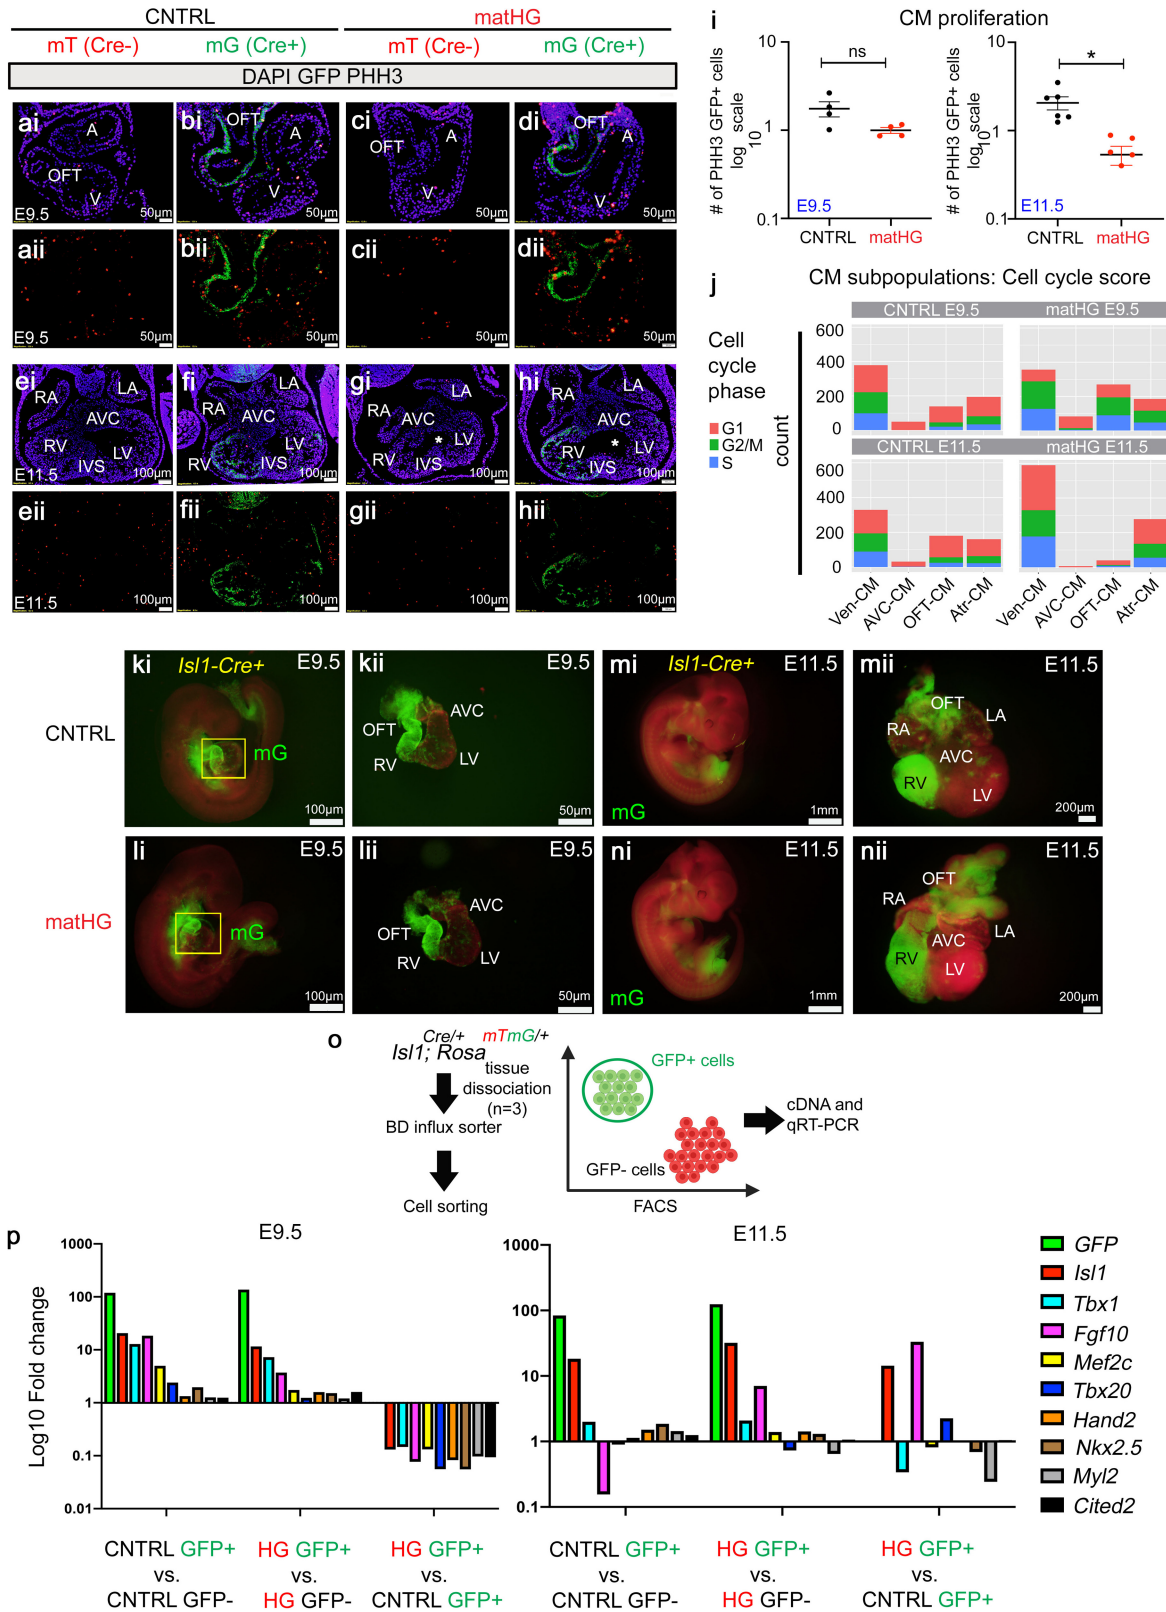 CNTRL matHG
mT (Cre-) mG (Cre+) mT (Cre-) mG (Cre+)
DAPI GFP PHH3
ai A OFT V E9.5 50µm
bi OFT A V 50µm
ci A OFT V 50µm
di OFT A V 50µm
aii E9.5 50µm
bii 50µm
cii 50µm
dii 50µm
ei RA LA AVC RV LV IVS E11.5 100µm
fi RA LA AVC LV RV IVS 100µm
gi RA LA AVC * LV RV IVS 100µm
hi RA LA AVC * LV RV IVS 100µm
eii E11.5 100µm
fii 100µm
gii 100µm
hii 100µm
i CM proliferation
# of PHH3 GFP+ cells
log10 scale
10
1
0.1
ns
E9.5
CNTRL matHG
# of PHH3 GFP+ cells
log10 scale
10
1
0.1
*
E11.5
CNTRL matHG
j CM subpopulations: Cell cycle score
Cell
cycle
phase
G1
G2/M
S
count
CNTRL E9.5 matHG E9.5
600
400
200
0
CNTRL E11.5 matHG E11.5
600
400
200
0
Ven-CM AVC-CM OFT-CM Atr-CM Ven-CM AVC-CM OFT-CM Atr-CM
CNTRL
ki Isl1-Cre+ E9.5 mG 100µm
kii E9.5 AVC OFT RV LV 50µm
mi Isl1-Cre+ E11.5 mG 1mm
mii E11.5 OFT RA LA AVC RV LV 200µm
matHG
li E9.5 mG 100µm
lii E9.5 AVC OFT RV LV 50µm
ni E11.5 mG 1mm
nii E11.5 OFT RA LA AVC RV LV 200µm
o
Isl1Cre/+; RosamTmG/+
tissue
dissociation
(n=3)
BD influx sorter
Cell sorting
GFP+ cells
GFP- cells
FACS
cDNA and
qRT-PCR
p
E9.5
Log10 Fold change
1000
100
10
1
0.1
0.01
CNTRL GFP+
vs.
CNTRL GFP-
HG GFP+
vs.
HG GFP-
HG GFP+
vs.
CNTRL GFP+
E11.5
1000
100
10
1
0.1
CNTRL GFP+
vs.
CNTRL GFP-
HG GFP+
vs.
HG GFP-
HG GFP+
vs.
CNTRL GFP+
GFP
Isl1
Tbx1
Fgf10
Mef2c
Tbx20
Hand2
Nkx2.5
Myl2
Cited2